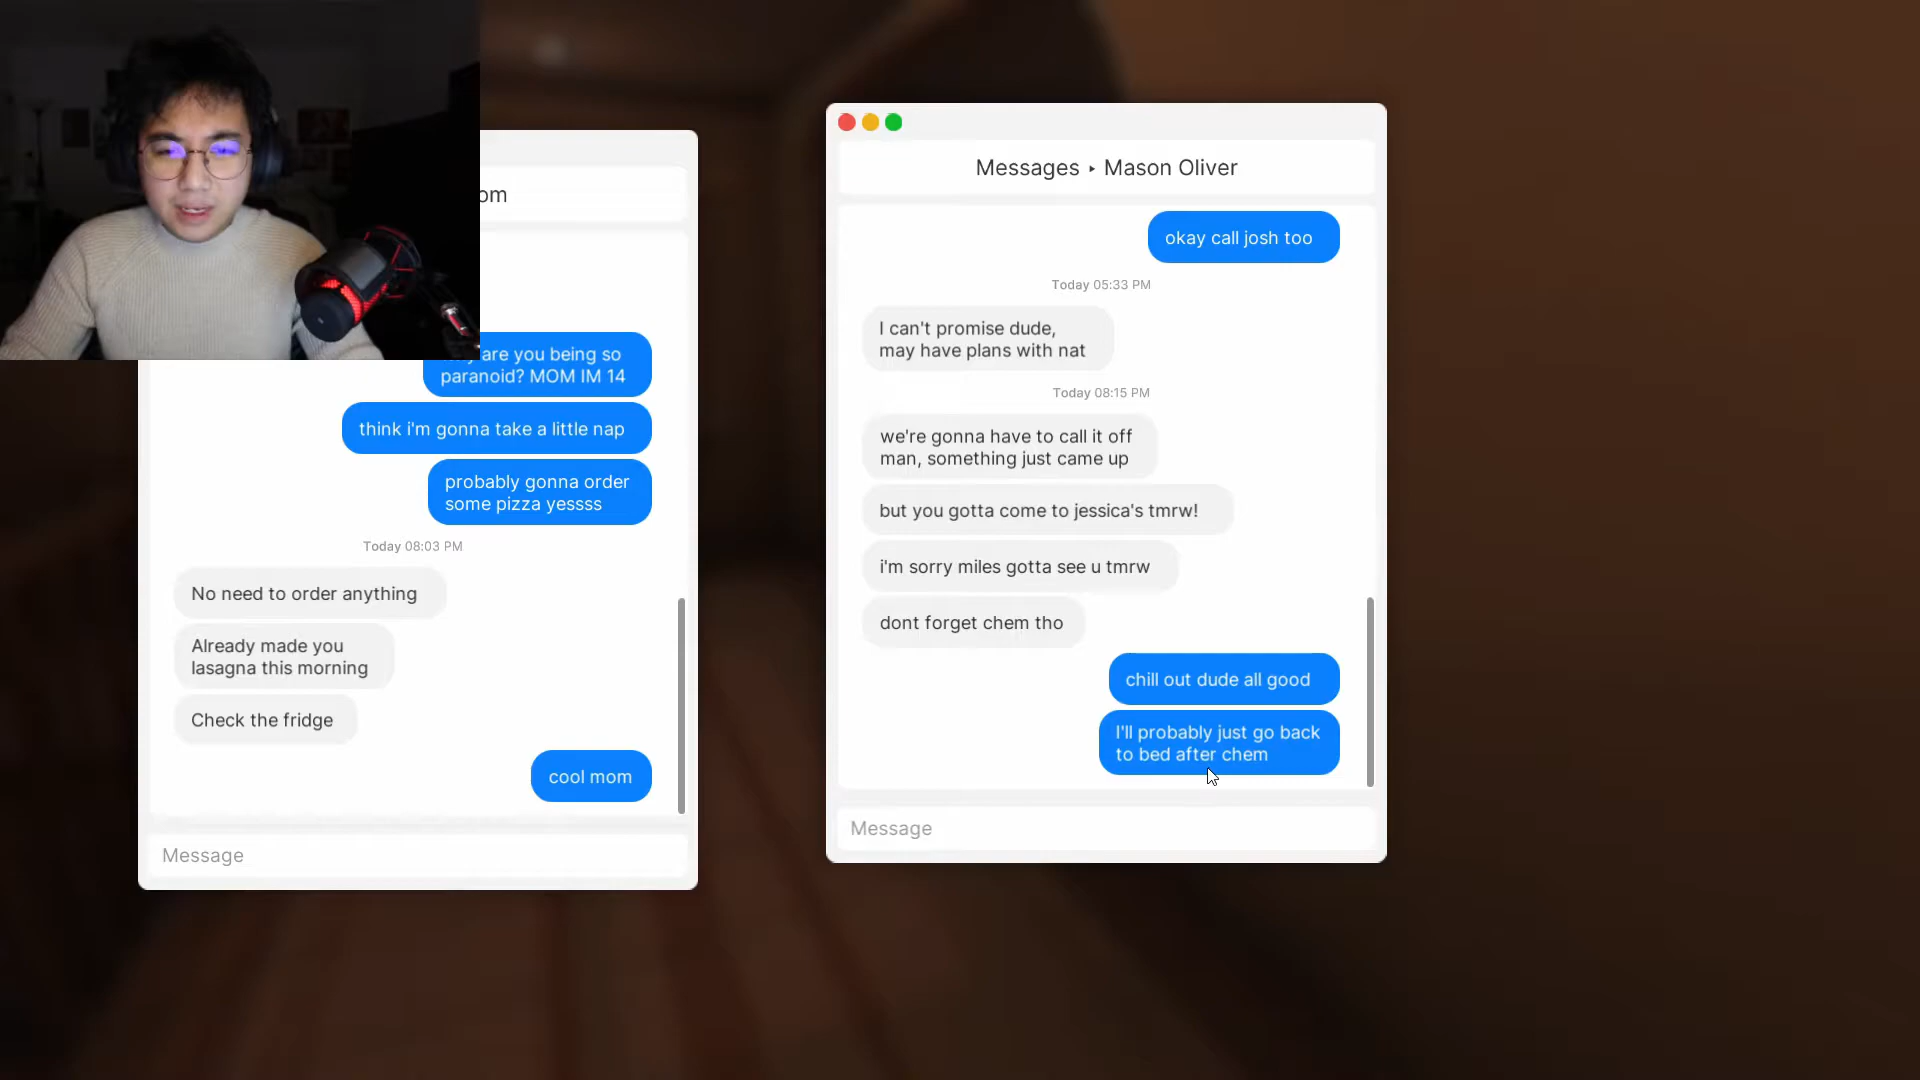 om
are you being so
paranoid? MOM IM 14
think i'm gonna take a little nap
probably gonna order
some pizza yessss
Today 08:03 PM
No need to order anything
Already made you
lasagna this morning
Check the fridge
cool mom
Message
Messages ‣ Mason Oliver
okay call josh too
Today 05:33 PM
I can't promise dude,
may have plans with nat
Today 08:15 PM
we're gonna have to call it off
man, something just came up
but you gotta come to jessica's tmrw!
i'm sorry miles gotta see u tmrw
dont forget chem tho
chill out dude all good
I'll probably just go back
to bed after chem
Message